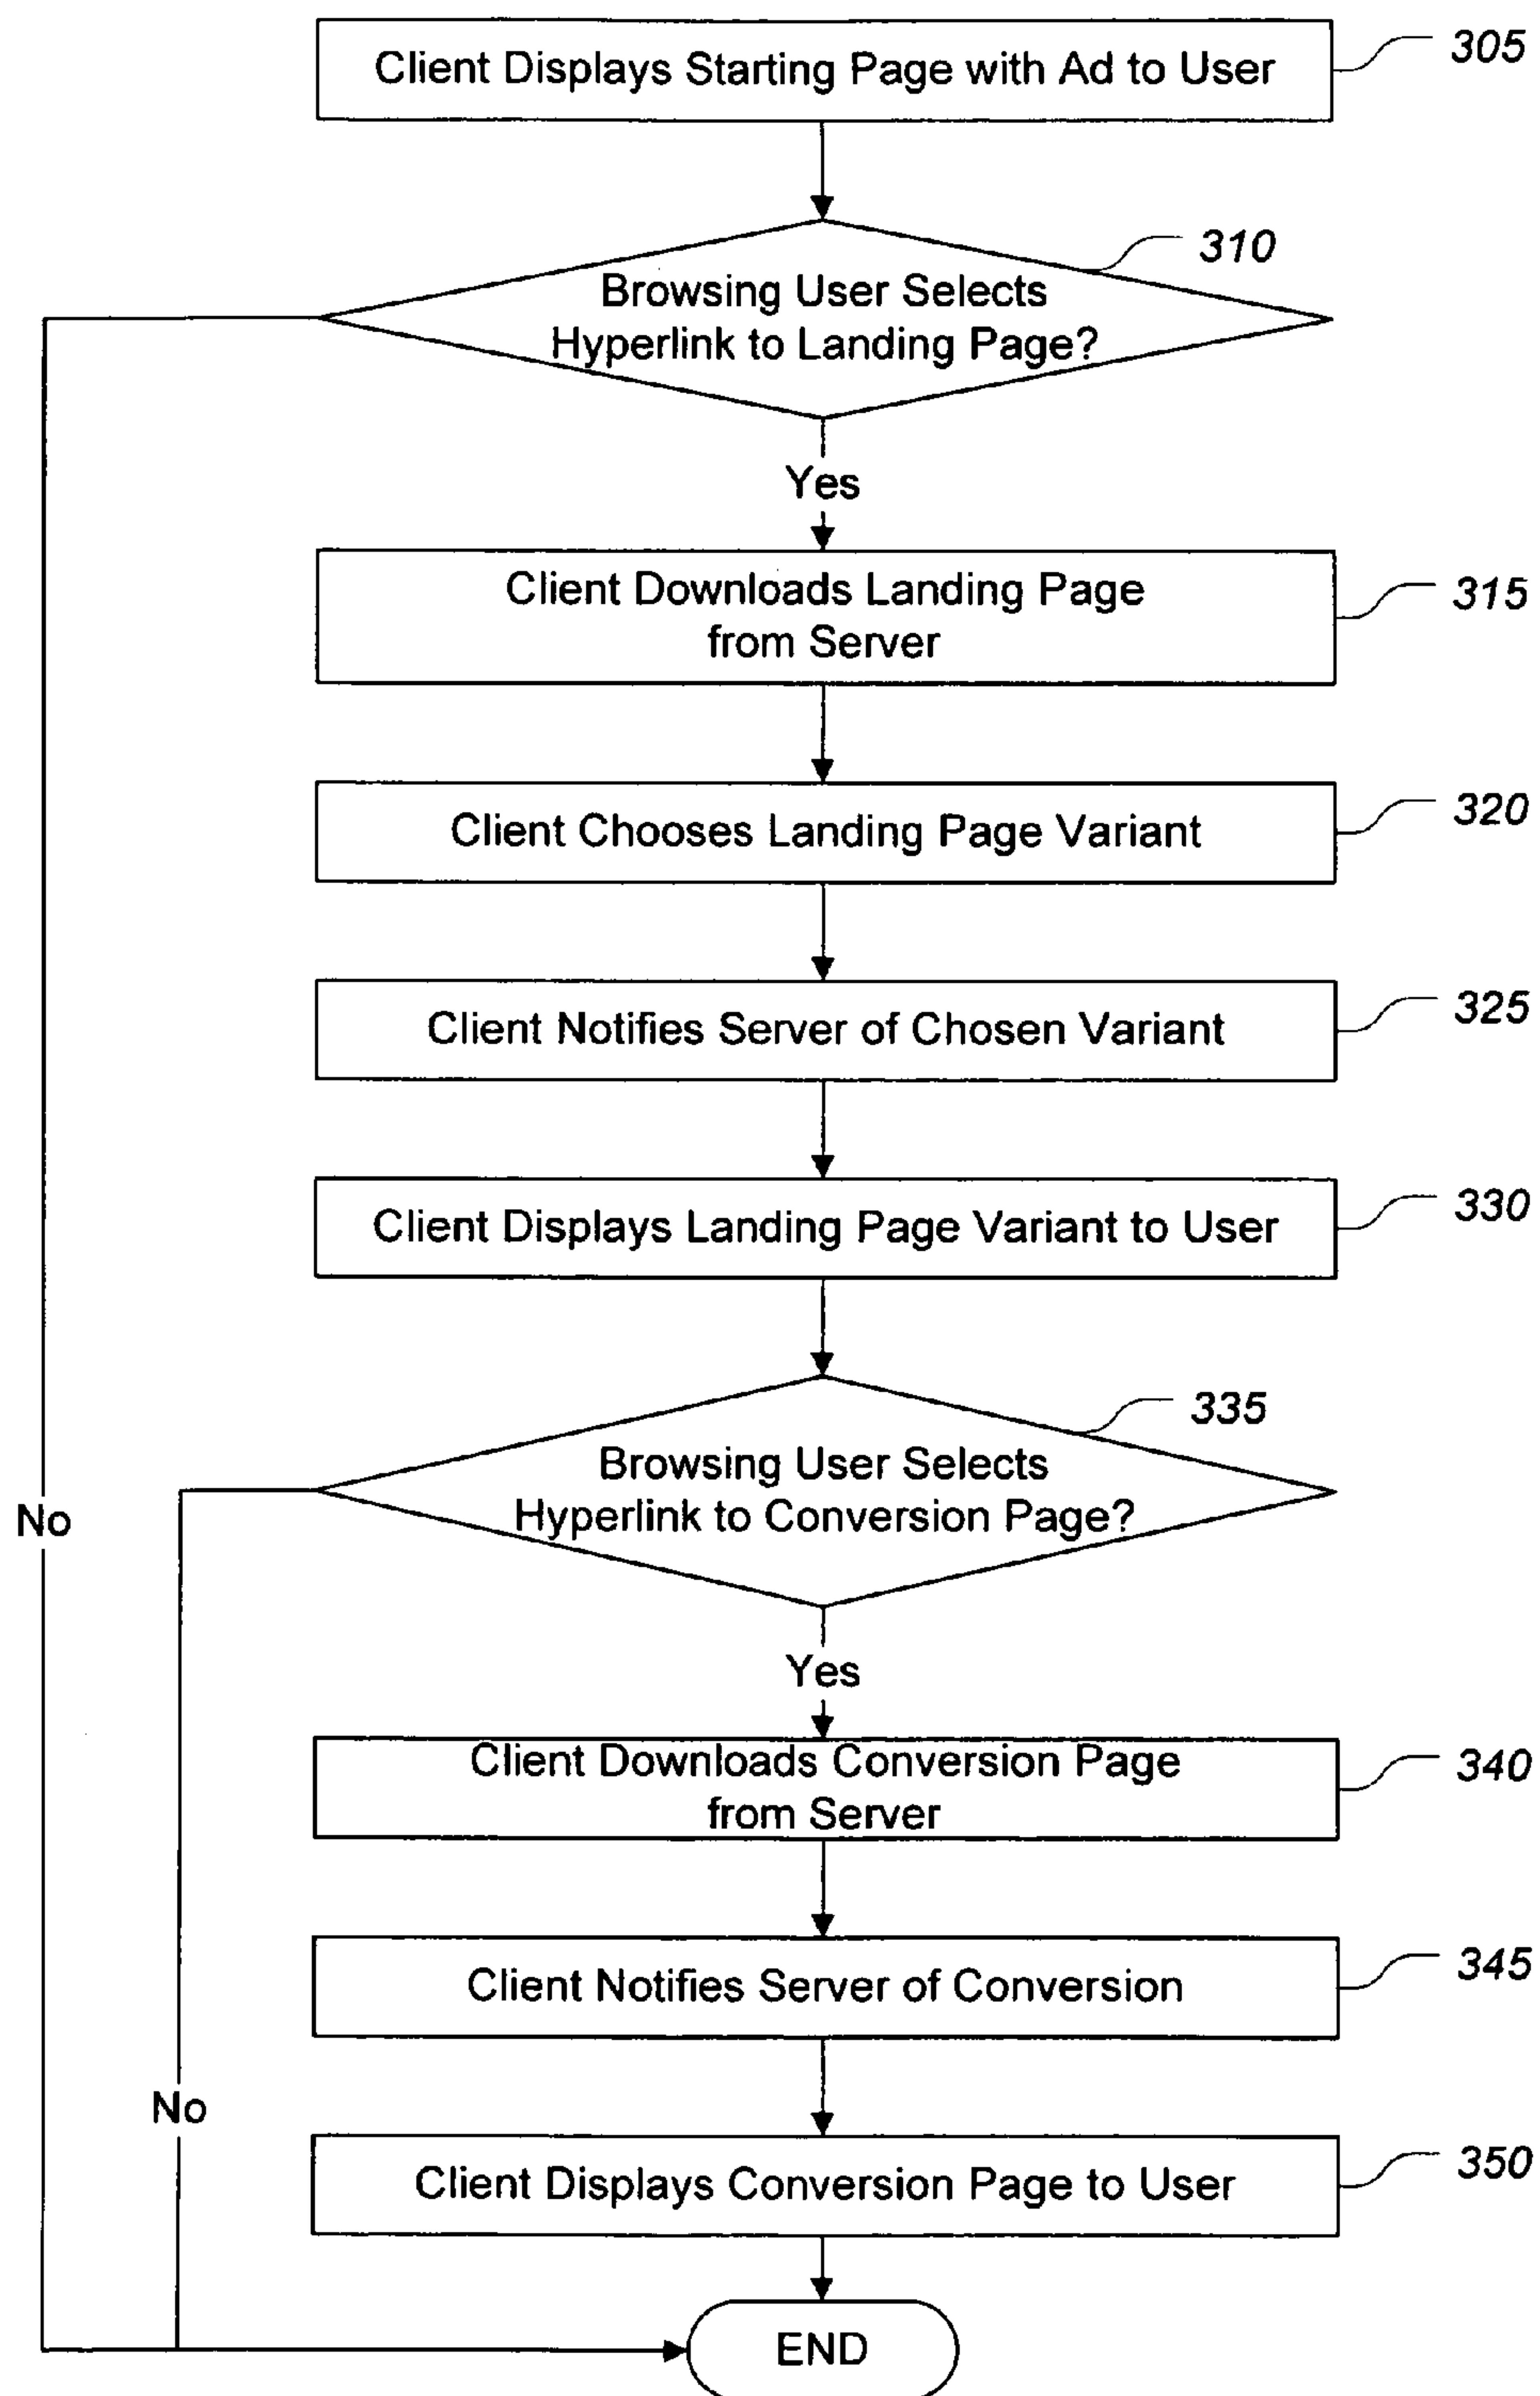 Client Displays Starting Page with Ad to User
305
310
Browsing User Selects
Hyperlink to Landing Page?
Yes
Client Downloads Landing Page
from Server
315
Client Chooses Landing Page Variant
320
Client Notifies Server of Chosen Variant
325
Client Displays Landing Page Variant to User
330
335
Browsing User Selects
Hyperlink to Conversion Page?
No
Yes
Client Downloads Conversion Page
from Server
340
Client Notifies Server of Conversion
345
No
Client Displays Conversion Page to User
350
END